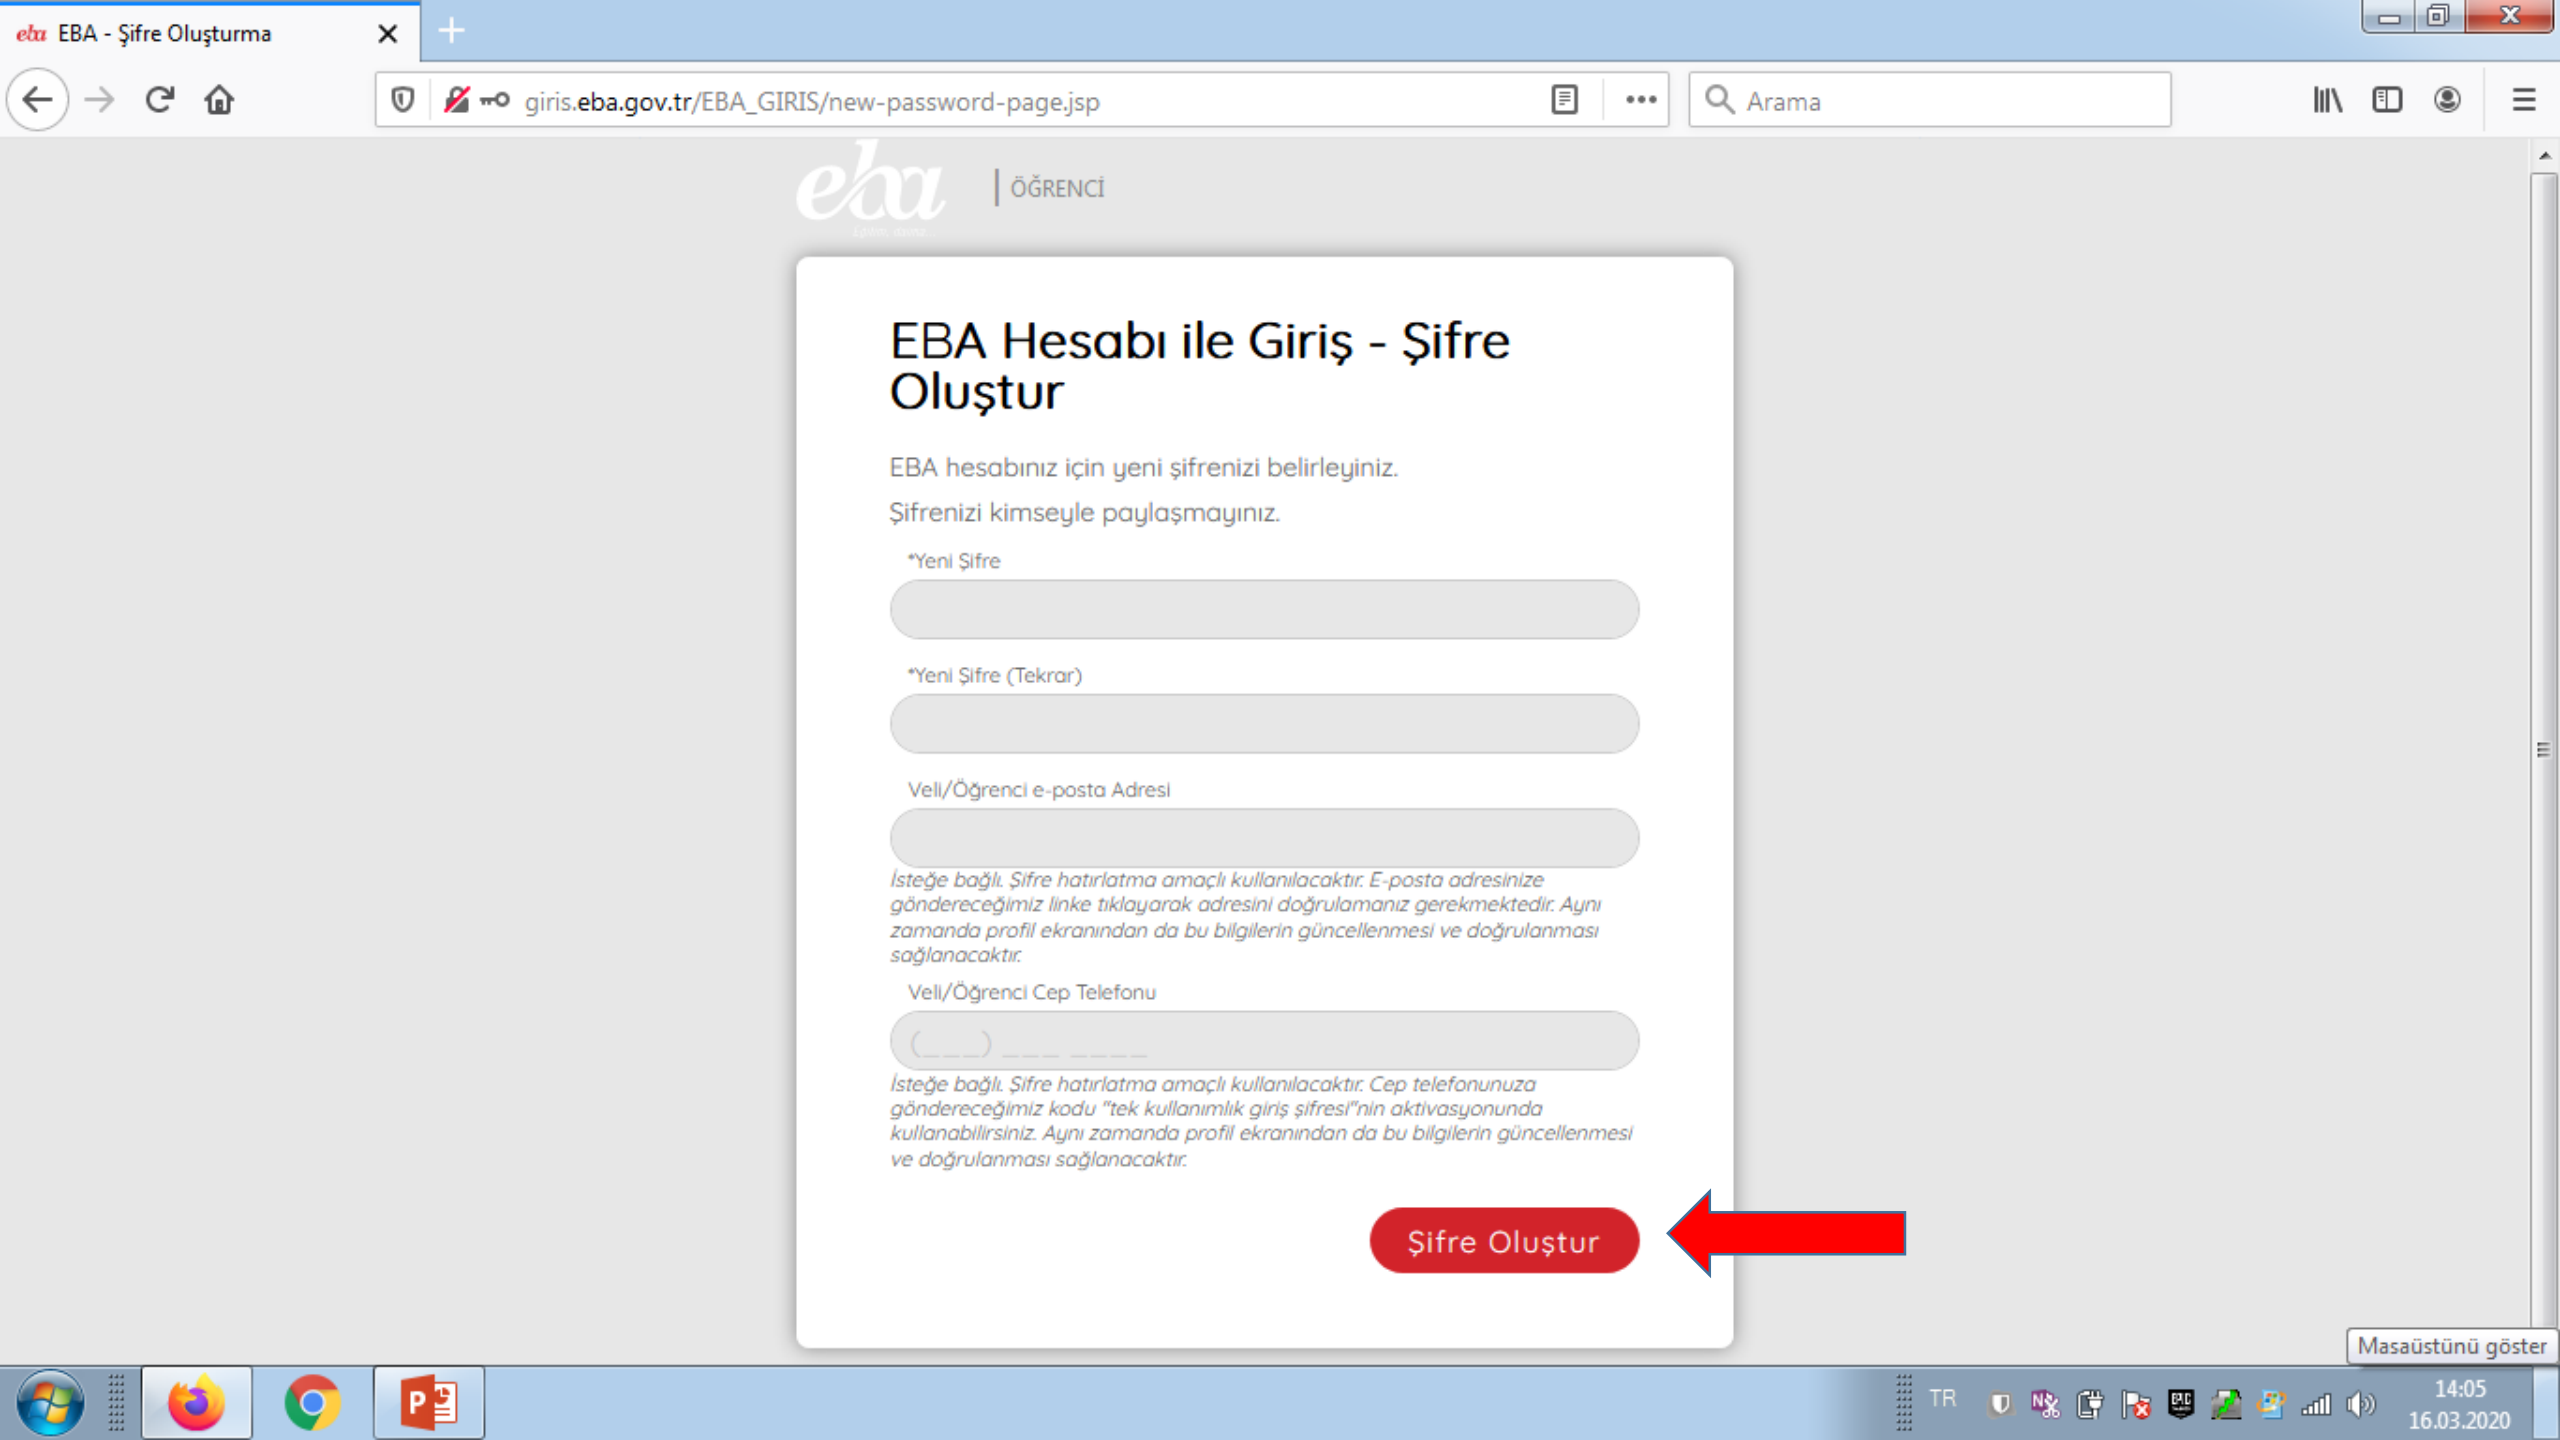 eba EBA - Şifre Oluşturma
giris.eba.gov.tr/EBA_GIRIS/new-password-page.jsp
Arama
eba
ÖĞRENCİ
EBA Hesabı ile Giriş - Şifre
Oluştur
EBA hesabınız için yeni şifrenizi belirleyiniz.
Şifrenizi kimseyle paylaşmayınız.
*Yeni Şifre
*Yeni Şifre (Tekrar)
Veli/Öğrenci e-posta Adresi
İsteğe bağlı. Şifre hatırlatma amaçlı kullanılacaktır. E-posta adresinize
göndereceğimiz linke tıklayarak adresini doğrulamanız gerekmektedir. Aynı
zamanda profil ekranından da bu bilgilerin güncellenmesi ve doğrulanması
sağlanacaktır.
Veli/Öğrenci Cep Telefonu
(___) ___ ____
İsteğe bağlı. Şifre hatırlatma amaçlı kullanılacaktır. Cep telefonunuza
göndereceğimiz kodu "tek kullanımlık giriş şifresi"nin aktivasyonunda
kullanabilirsiniz. Aynı zamanda profil ekranından da bu bilgilerin güncellenmesi
ve doğrulanması sağlanacaktır.
Şifre Oluştur
Masaüstünü göster
TR
14:05
16.03.2020